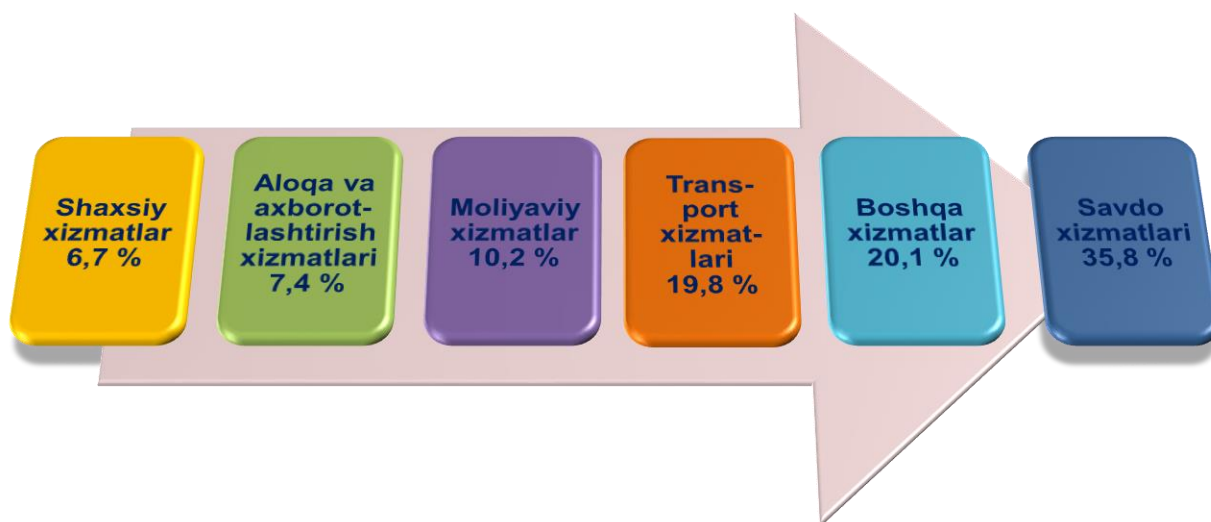 Shaxsiy
xizmatlar
6,7 %
Aloqa va
axborot-
lashtirish
xizmatlari
7,4 %
Moliyaviy
xizmatlar
10,2 %
Trans-
port
xizmat-
lari
19,8 %
Boshqa
xizmatlar
20,1 %
Savdo
xizmatlari
35,8 %